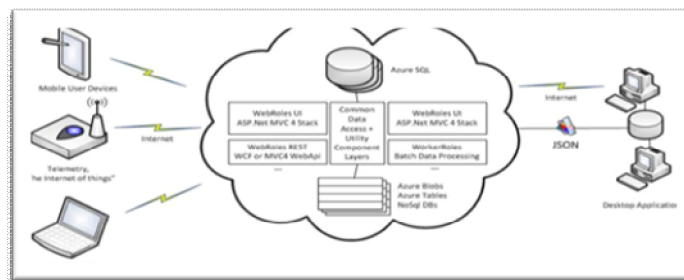 Mobile User Devices
Internet
Telemetry,
he Internet of things"
Azure SQL
WebRoles UI
ASP.Net MVC 4 Stack
WebRoles REST
WCF or MVC4 WebApi
...
Common
Data
Access +
Utility
Component
Layers
WebRoles UI
ASP.Net MVC 4 Stack
WorkerRoles
Batch Data Processing
...
Azure Blobs
Azure Tables
NoSql DBs
Internet
JSON
Desktop Application